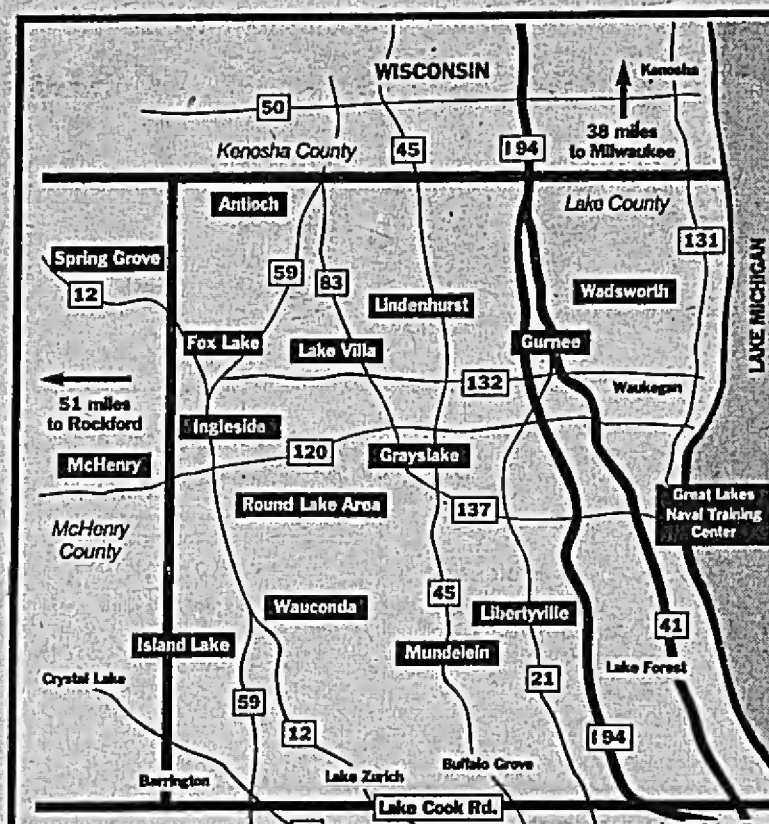 WISCONSIN
Kenosha
50
38 miles
to Milwaukee
Kenosha County
45
I 94
Antioch
Lake County
131
Spring Grove
59
83
12
Lindenhurst
Wadsworth
LAKE MICHIGAN
Fox Lake
Lake Villa
Gurnee
132
Waukegan
51 miles
to Rockford
Ingleside
120
Grayslake
McHenry
Round Lake Area
137
Great Lakes
Naval Training
Center
McHenry
County
Wauconda
45
Libertyville
Island Lake
Mundelein
41
Lake Forest
Crystal Lake
59
21
12
I 94
Barrington
Lake Zurich
Buffalo Grove
Lake Cook Rd.